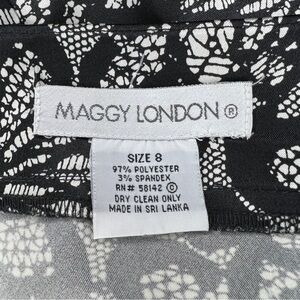 MAGGY LONDON®
SIZE 8
97% POLYESTER
3% SPANDEX
RN# 58142 ©
DRY CLEAN ONLY
MADE IN SRI LANKA